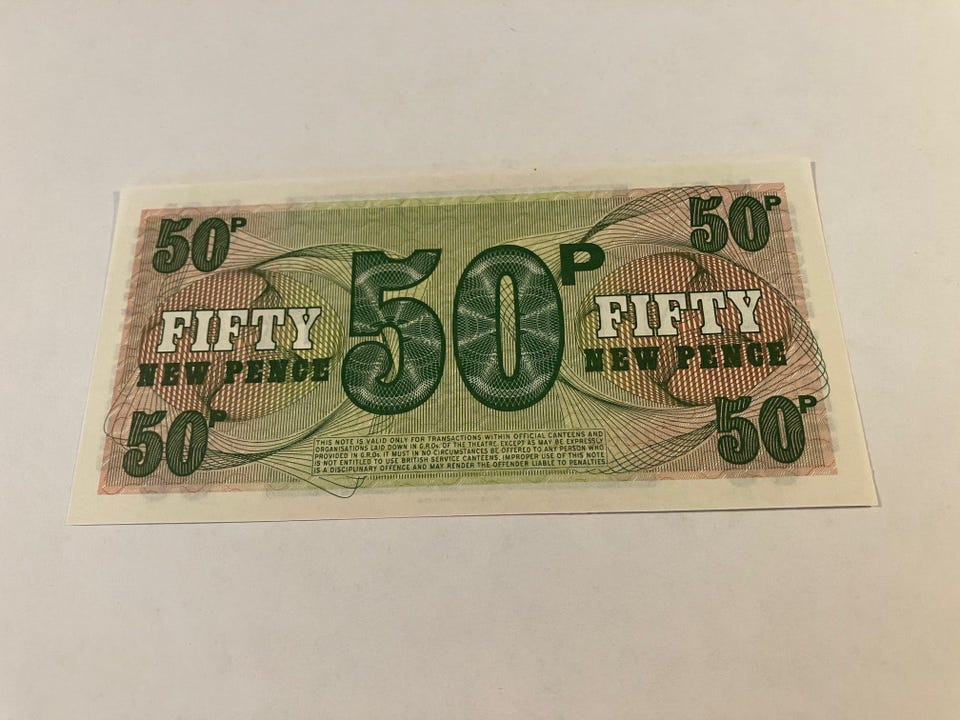 50P
50P
50P
FIFTY
NEW PENCE
FIFTY
NEW PENCE
50P
50P
THIS NOTE IS VALID ONLY FOR TRANSACTIONS WITHIN OFFICIAL CANTEENS AND
ORGANISATIONS LAID DOWN IN G.R.Os. OF THE THEATRE, EXCEPT AS MAY BE EXPRESSLY
PROVIDED IN G.R.Os. IT MUST IN NO CIRCUMSTANCES BE OFFERED TO ANY PERSON WHO
IS NOT ENTITLED TO USE BRITISH SERVICE CANTEENS. IMPROPER USE OF THIS NOTE
IS A DISCIPLINARY OFFENCE AND MAY RENDER THE OFFENDER LIABLE TO PENALTIES